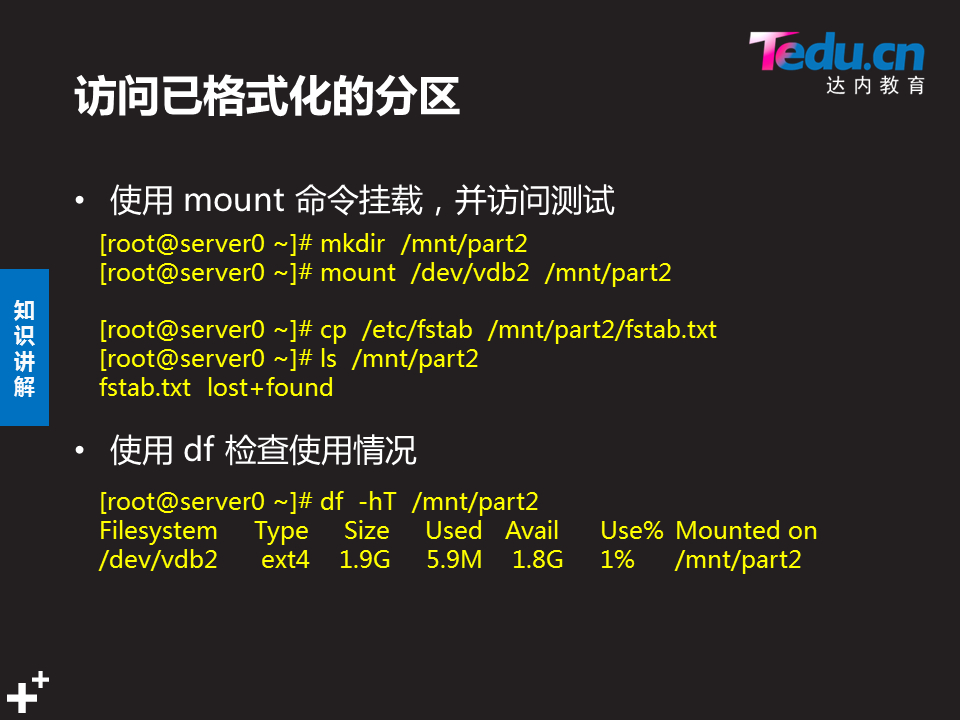 Tedu.cn
达内教育
访问已格式化的分区
• 使用 mount 命令挂载，并访问测试
[root@server0 ~]# mkdir  /mnt/part2
[root@server0 ~]# mount  /dev/vdb2  /mnt/part2
[root@server0 ~]# cp  /etc/fstab  /mnt/part2/fstab.txt
[root@server0 ~]# ls  /mnt/part2
fstab.txt  lost+found
知识讲解
• 使用 df 检查使用情况
[root@server0 ~]# df  -hT  /mnt/part2
Filesystem  Type  Size  Used  Avail  Use%  Mounted on
/dev/vdb2  ext4  1.9G  5.9M  1.8G  1%  /mnt/part2